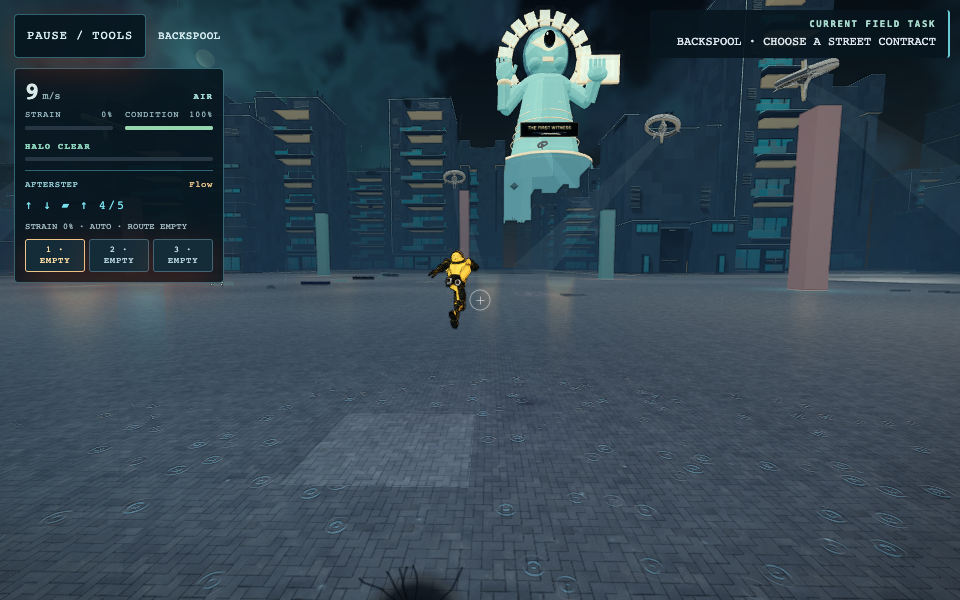 PAUSE / TOOLS
BACKSPOOL
CURRENT FIELD TASK
BACKSPOOL · CHOOSE A STREET CONTRACT
9 m/s AIR
STRAIN 0% CONDITION 100%
HALO CLEAR
AFTERSTEP Flow
↑ ↓ ▰ ↑ 4/5
STRAIN 0% · AUTO · ROUTE EMPTY
1 · EMPTY
2 · EMPTY
3 · EMPTY
THE FIRST WITNESS